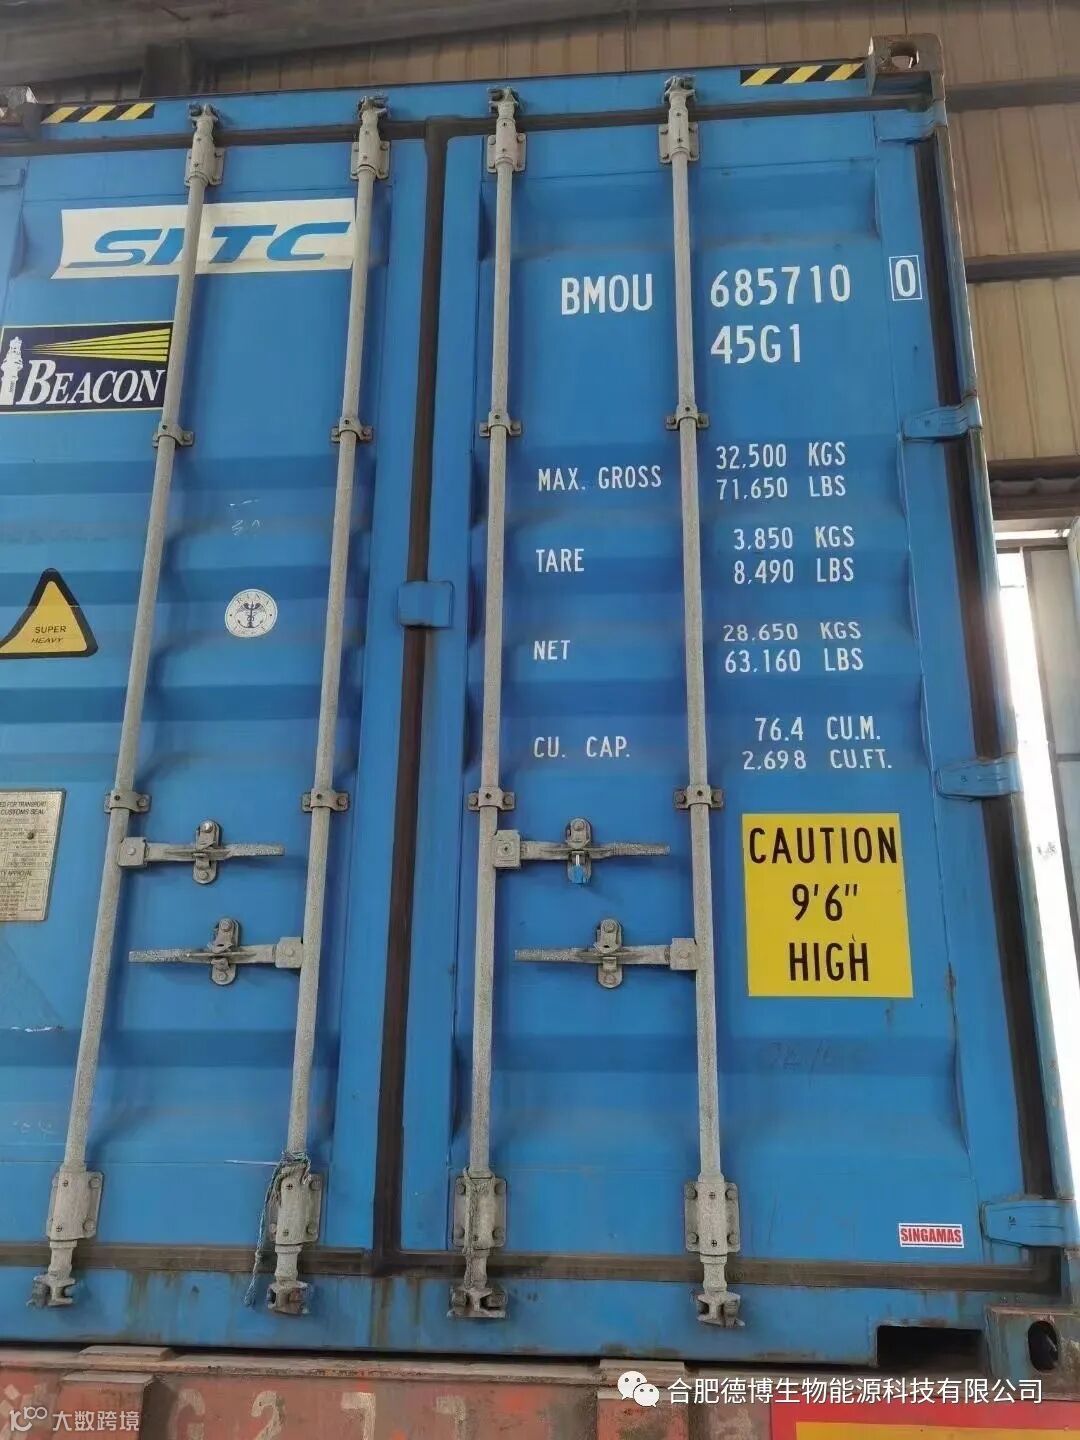 SITC
BMOU 685710 0
45G1
BEACON
MAX. GROSS 32,500 KGS
71,650 LBS
TARE 3,850 KGS
8,490 LBS
NET 28,650 KGS
63,160 LBS
CU. CAP. 76.4 CU.M.
2,698 CU.FT.
SUPER
HEAVY
CAUTION
9'6"
HIGH
SINGAMAS
合肥德博生物能源科技有限公司
大数跨境